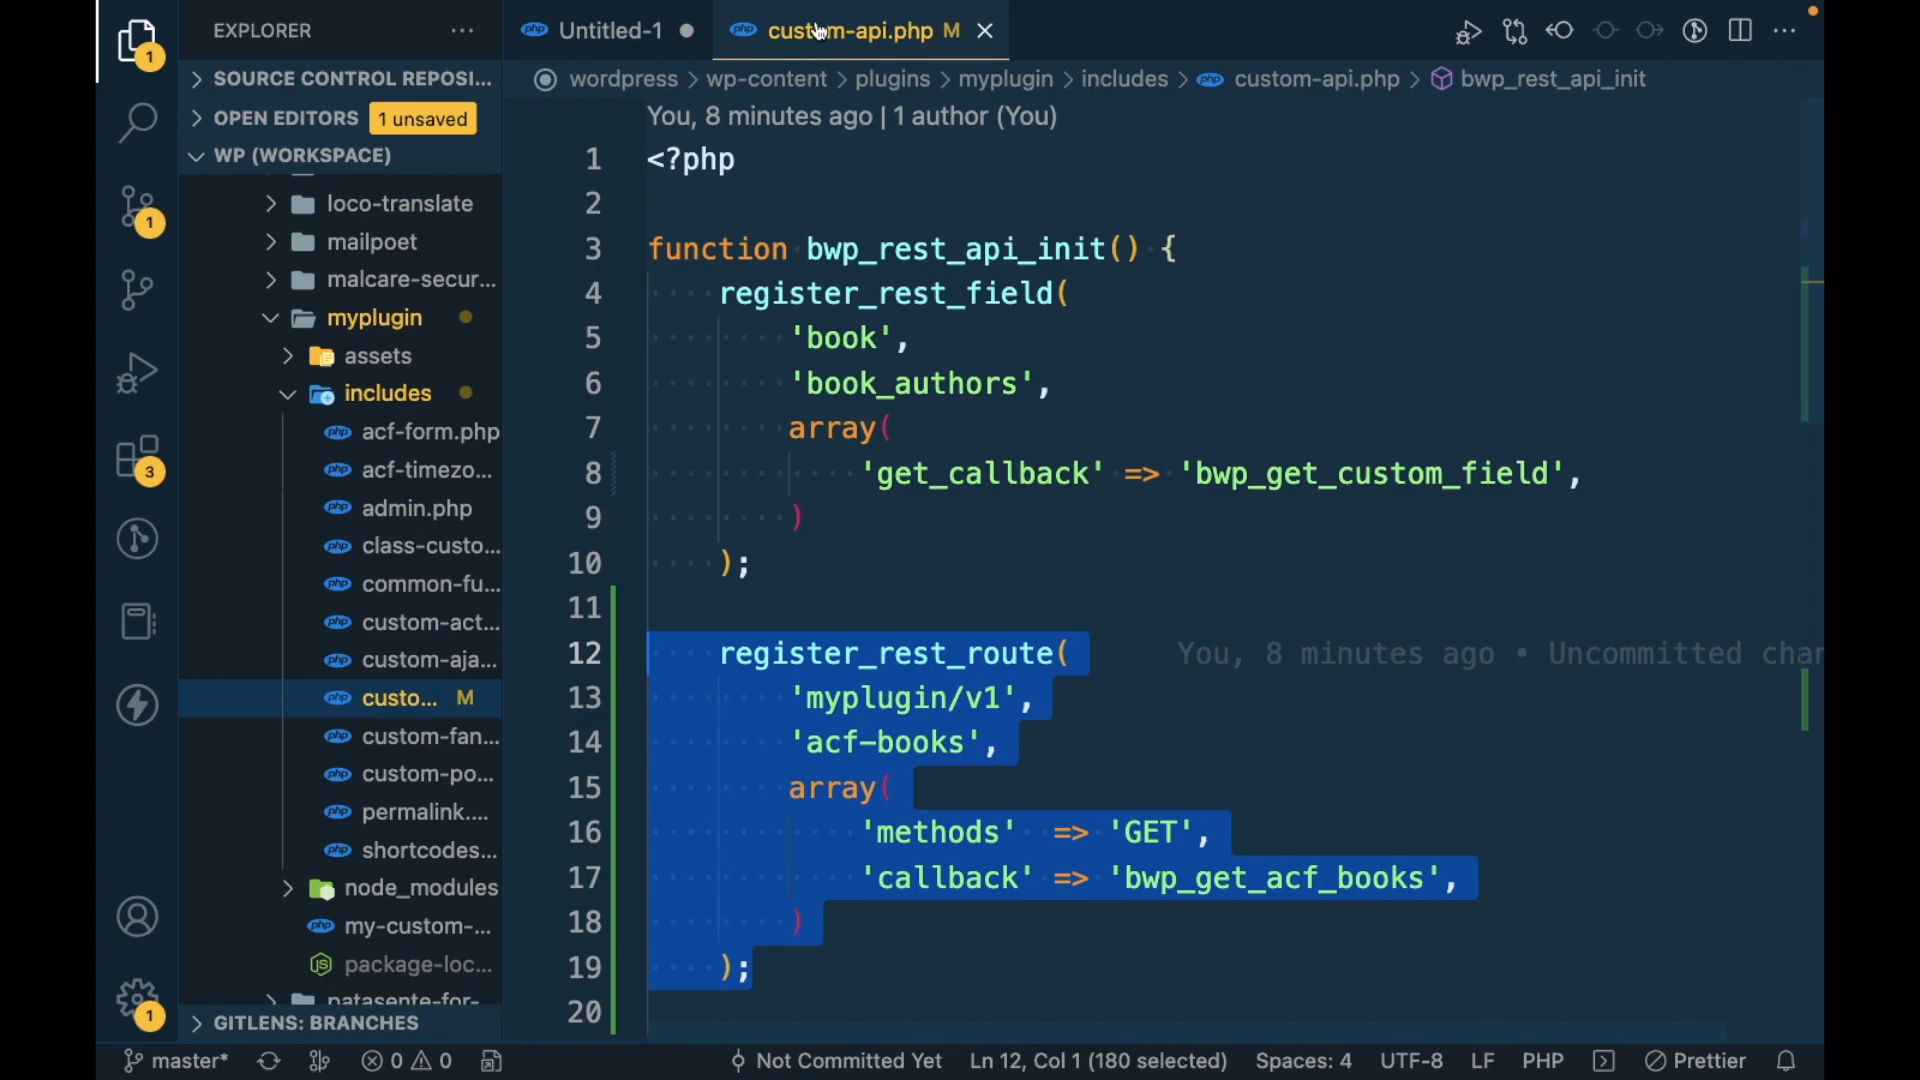 EXPLORER
Untitled-1
custom-api.php M
SOURCE CONTROL REPOSI...
wordpress > wp-content > plugins > myplugin > includes > custom-api.php > bwp_rest_api_init
OPEN EDITORS 1 unsaved
You, 8 minutes ago | 1 author (You)
WP (WORKSPACE)
loco-translate
mailpoet
malcare-secur...
myplugin
assets
includes
acf-form.php
acf-timezo...
admin.php
class-custo...
common-fu...
custom-act...
custom-aja...
custo... M
custom-fan...
custom-po...
permalink....
shortcodes...
node_modules
my-custom-...
package-loc...
patasente-for-
GITLENS: BRANCHES
1
1
3
1
1 <?php
2
3 function bwp_rest_api_init() {
4 register_rest_field(
5 'book',
6 'book_authors',
7 array(
8 'get_callback' => 'bwp_get_custom_field',
9 )
10 );
11
12 register_rest_route( You, 8 minutes ago • Uncommitted char
13 'myplugin/v1',
14 'acf-books',
15 array(
16 'methods' => 'GET',
17 'callback' => 'bwp_get_acf_books',
18 )
19 );
20
master* 0 0 Not Committed Yet Ln 12, Col 1 (180 selected) Spaces: 4 UTF-8 LF PHP Prettier